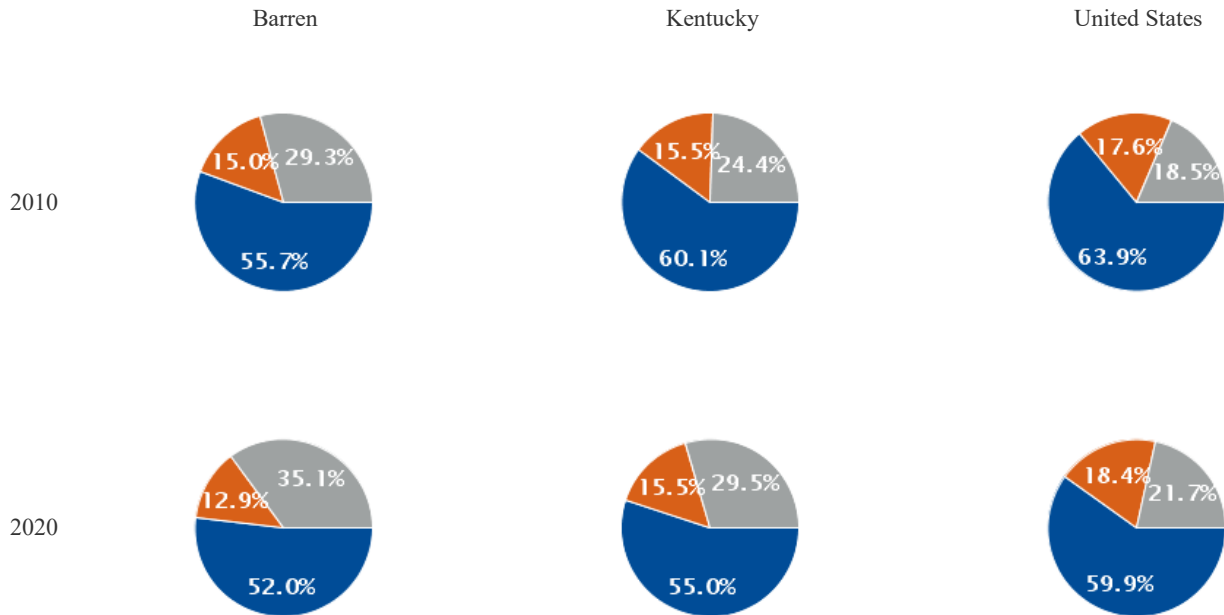 Barren Kentucky United States
15.0% 29.3% 15.5% 24.4% 17.6% 18.5%
2010
55.7% 60.1% 63.9%
12.9% 35.1% 15.5% 29.5% 18.4% 21.7%
2020
52.0% 55.0% 59.9%